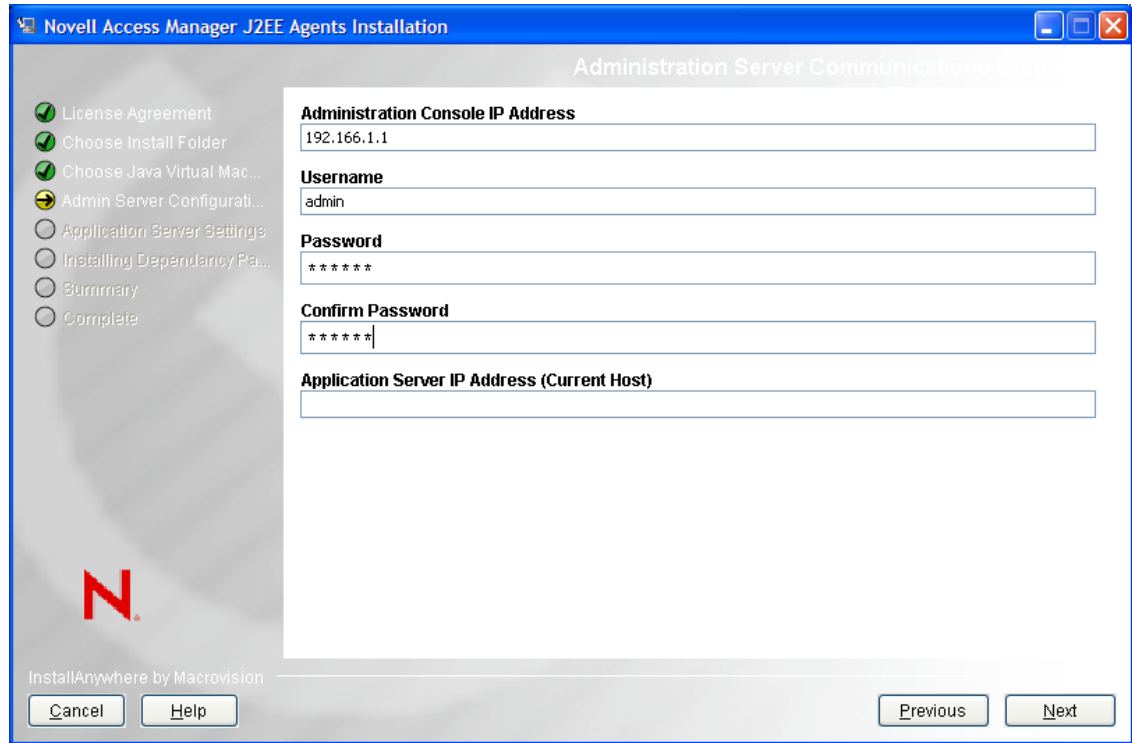 Novell Access Manager J2EE Agents Installation
Administration Server Communications
License Agreement
Choose Install Folder
Choose Java Virtual Mac...
Admin Server Configurati...
Application Server Settings
Installing Dependancy Pa...
Summary
Complete
Administration Console IP Address
192.166.1.1
Username
admin
Password
******
Confirm Password
******
Application Server IP Address (Current Host)
N
InstallAnywhere by Macrovision
Cancel
Help
Previous
Next